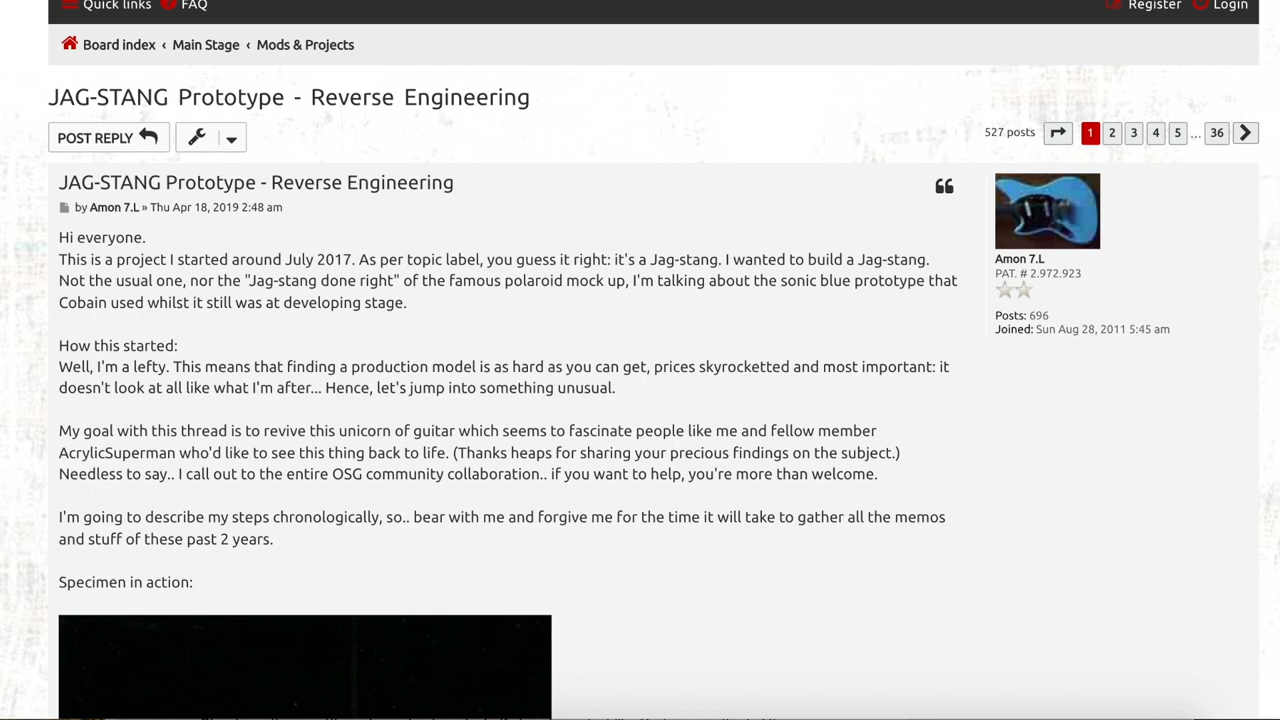 Quick links FAQ Register Login
Board index ‹ Main Stage ‹ Mods & Projects
JAG-STANG Prototype - Reverse Engineering
POST REPLY 527 posts 1 2 3 4 5 ... 36
JAG-STANG Prototype - Reverse Engineering
by Amon 7.L » Thu Apr 18, 2019 2:48 am
Hi everyone.
This is a project I started around July 2017. As per topic label, you guess it right: it's a Jag-stang. I wanted to build a Jag-stang.
Not the usual one, nor the "Jag-stang done right" of the famous polaroid mock up, I'm talking about the sonic blue prototype that
Cobain used whilst it still was at developing stage.
How this started:
Well, I'm a lefty. This means that finding a production model is as hard as you can get, prices skyrocketted and most important: it
doesn't look at all like what I'm after... Hence, let's jump into something unusual.
My goal with this thread is to revive this unicorn of guitar which seems to fascinate people like me and fellow member
AcrylicSuperman who'd like to see this thing back to life. (Thanks heaps for sharing your precious findings on the subject.)
Needless to say.. I call out to the entire OSG community collaboration.. if you want to help, you're more than welcome.
I'm going to describe my steps chronologically, so.. bear with me and forgive me for the time it will take to gather all the memos
and stuff of these past 2 years.
Specimen in action:
Amon 7.L
PAT. # 2.972.923
Posts: 696
Joined: Sun Aug 28, 2011 5:45 am